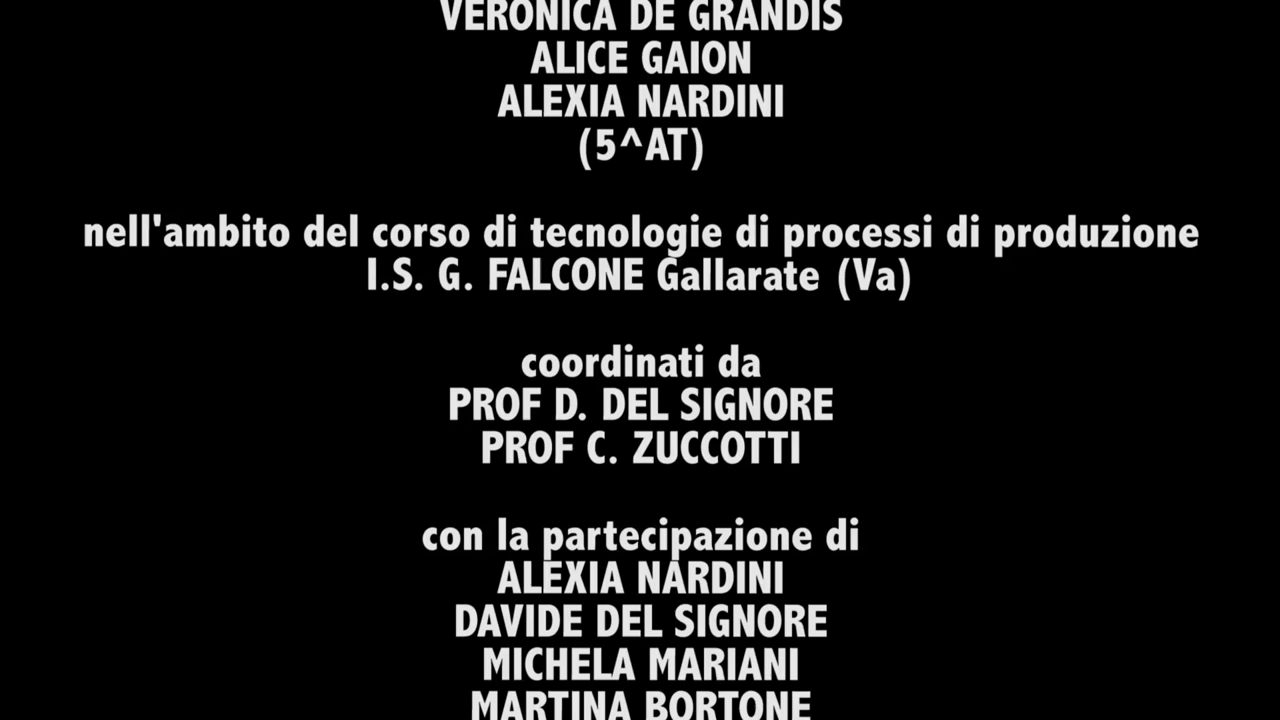 VERONICA DE GRANDIS
ALICE GAION
ALEXIA NARDINI
(5^AT)
nell'ambito del corso di tecnologie di processi di produzione
I.S. G. FALCONE Gallarate (Va)
coordinati da
PROF D. DEL SIGNORE
PROF C. ZUCCOTTI
con la partecipazione di
ALEXIA NARDINI
DAVIDE DEL SIGNORE
MICHELA MARIANI
MARTINA BORTONE